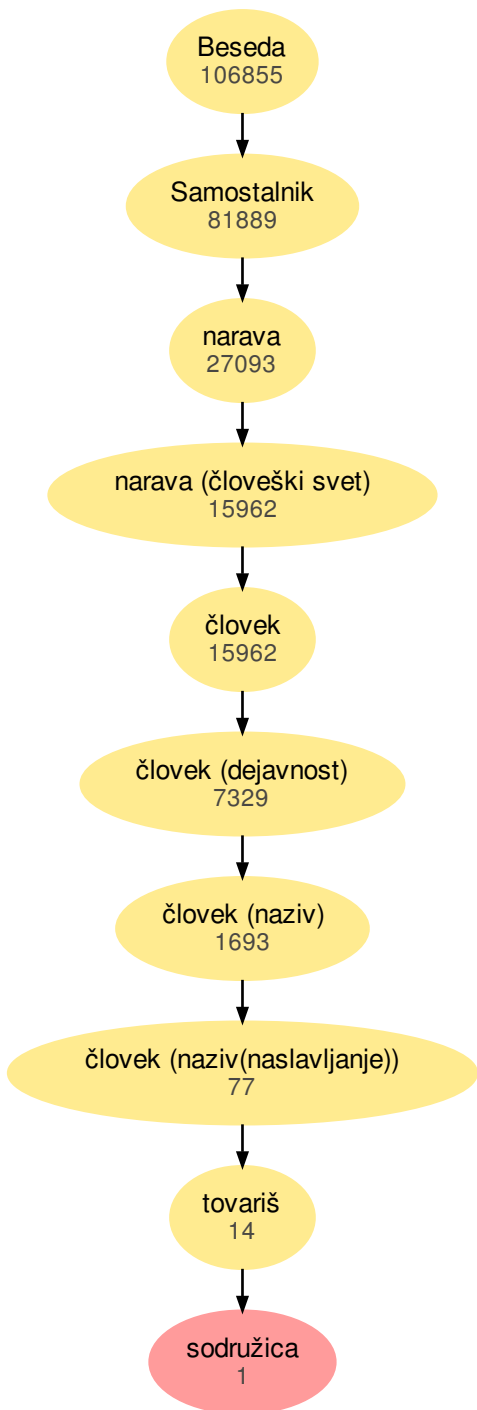 Beseda
106855
Samostalnik
81889
narava
27093
narava (človeški svet)
15962
človek
15962
človek (dejavnost)
7329
človek (naziv)
1693
človek (naziv(naslavljanje))
77
tovariš
14
sodružica
1